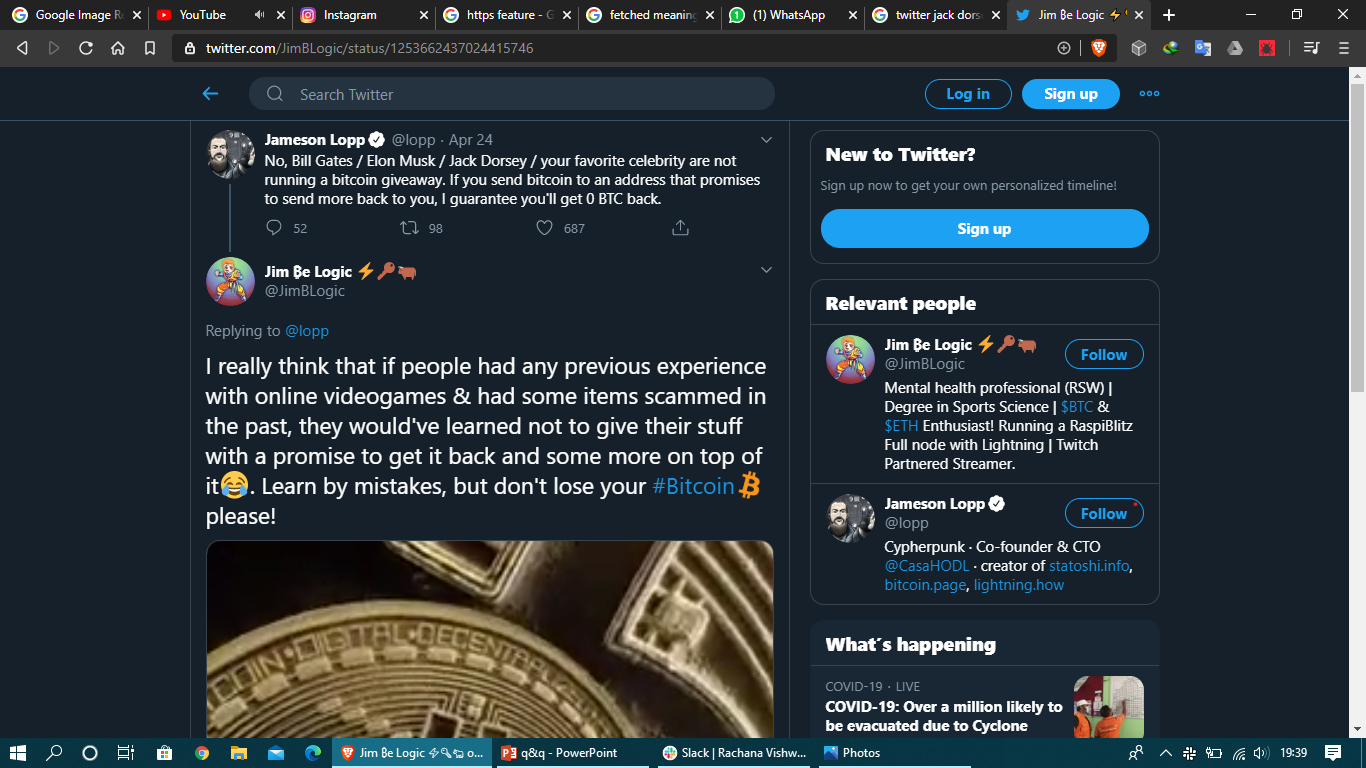 Google Image R
YouTube
Instagram
https feature - G
fetched meaning
(1) WhatsApp
twitter jack dors
Jim ₿e Logic ⚡
twitter.com/JimBLogic/status/1253662437024415746
Search Twitter
Log in
Sign up
Jameson Lopp @lopp · Apr 24
No, Bill Gates / Elon Musk / Jack Dorsey / your favorite celebrity are not
running a bitcoin giveaway. If you send bitcoin to an address that promises
to send more back to you, I guarantee you'll get 0 BTC back.
52 98 687
Jim ₿e Logic ⚡🔑🐂
@JimBLogic
Replying to @lopp
I really think that if people had any previous experience
with online videogames & had some items scammed in
the past, they would've learned not to give their stuff
with a promise to get it back and some more on top of
it😂. Learn by mistakes, but don't lose your #Bitcoin
please!
COIN·DIGITAL·DECENTRAL
New to Twitter?
Sign up now to get your own personalized timeline!
Sign up
Relevant people
Jim ₿e Logic ⚡🔑🐂
@JimBLogic
Follow
Mental health professional (RSW) |
Degree in Sports Science | $BTC &
$ETH Enthusiast! Running a RaspiBlitz
Full node with Lightning | Twitch
Partnered Streamer.
Jameson Lopp
@lopp
Follow
Cypherpunk · Co-founder & CTO
@CasaHODL · creator of statoshi.info,
bitcoin.page, lightning.how
What's happening
COVID-19 · LIVE
COVID-19: Over a million likely to
be evacuated due to Cyclone
Jim ₿e Logic ⚡🔑🐂 o...
q&q - PowerPoint
Slack | Rachana Vishw...
Photos
19:39